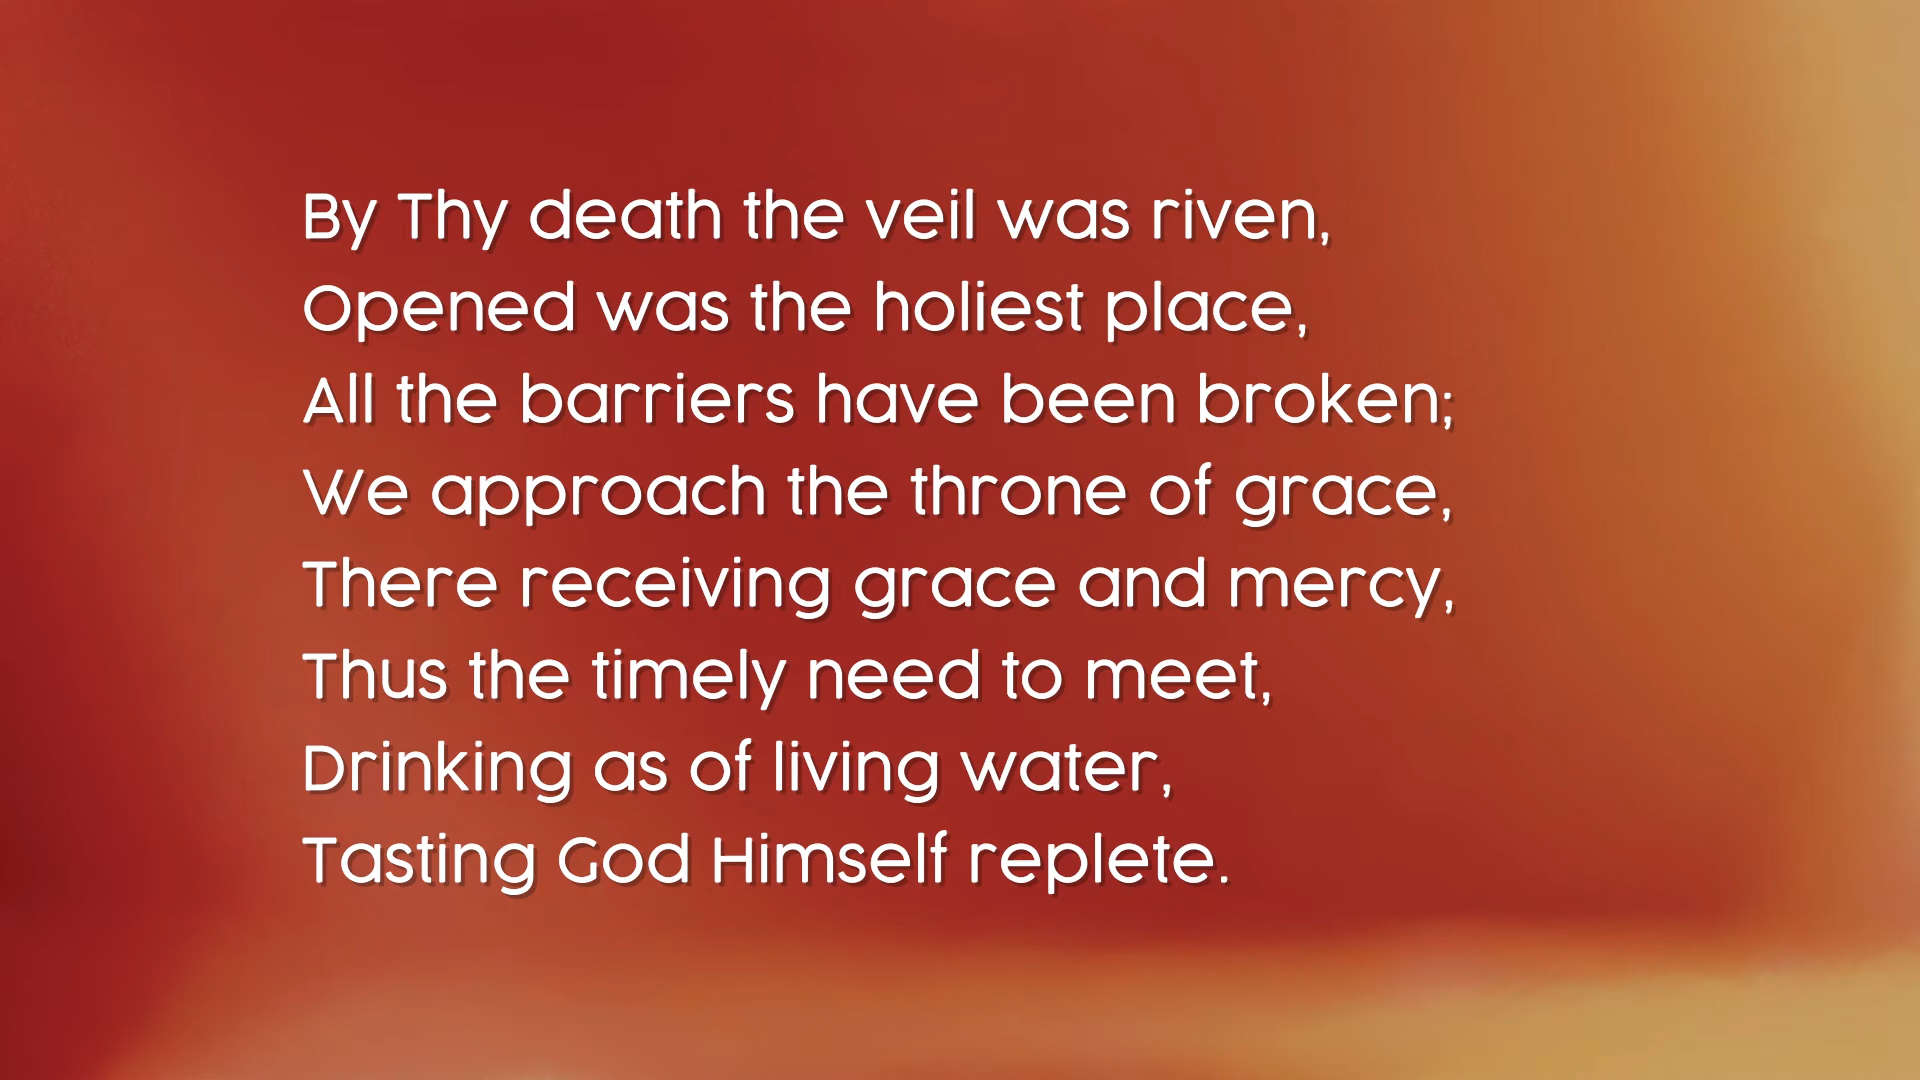 By Thy death the veil was riven,
Opened was the holiest place,
All the barriers have been broken;
We approach the throne of grace,
There receiving grace and mercy,
Thus the timely need to meet,
Drinking as of living water,
Tasting God Himself replete.